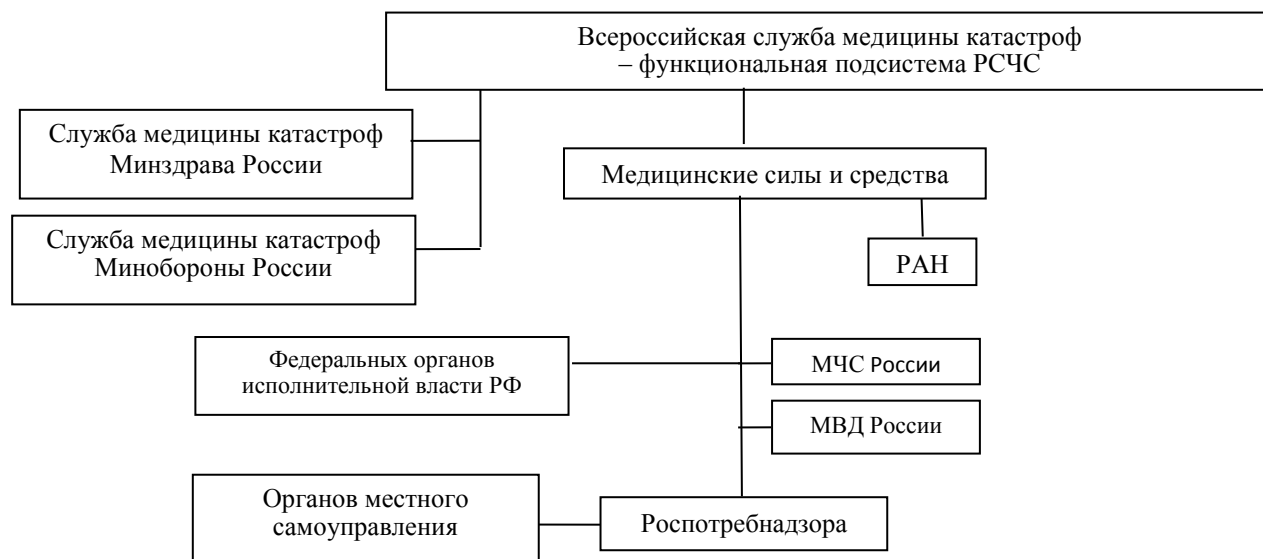 Всероссийская служба медицины катастроф
– функциональная подсистема РСЧС
Служба медицины катастроф
Минздрава России
Медицинские силы и средства
Служба медицины катастроф
Минобороны России
РАН
Федеральных органов
исполнительной власти РФ
МЧС России
МВД России
Органов местного
самоуправления
Роспотребнадзора